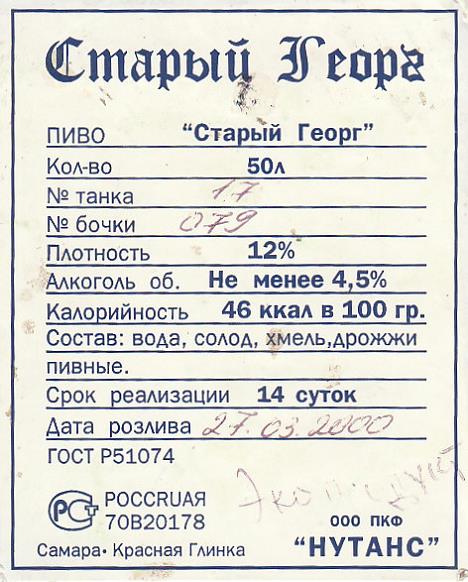 Старый Георг
ПИВО "Старый Георг"
Кол-во 50л
№ танка 17
№ бочки 079
Плотность 12%
Алкоголь об. Не менее 4,5%
Калорийность 46 ккал в 100 гр.
Состав: вода, солод, хмель,дрожжи
пивные.
Срок реализации 14 суток
Дата розлива 27.03.2000
ГОСТ Р51074
Экопродукт
РСТ РОССRUАЯ
70В20178
Самара· Красная Глинка
ООО ПКФ
"НУТАНС"